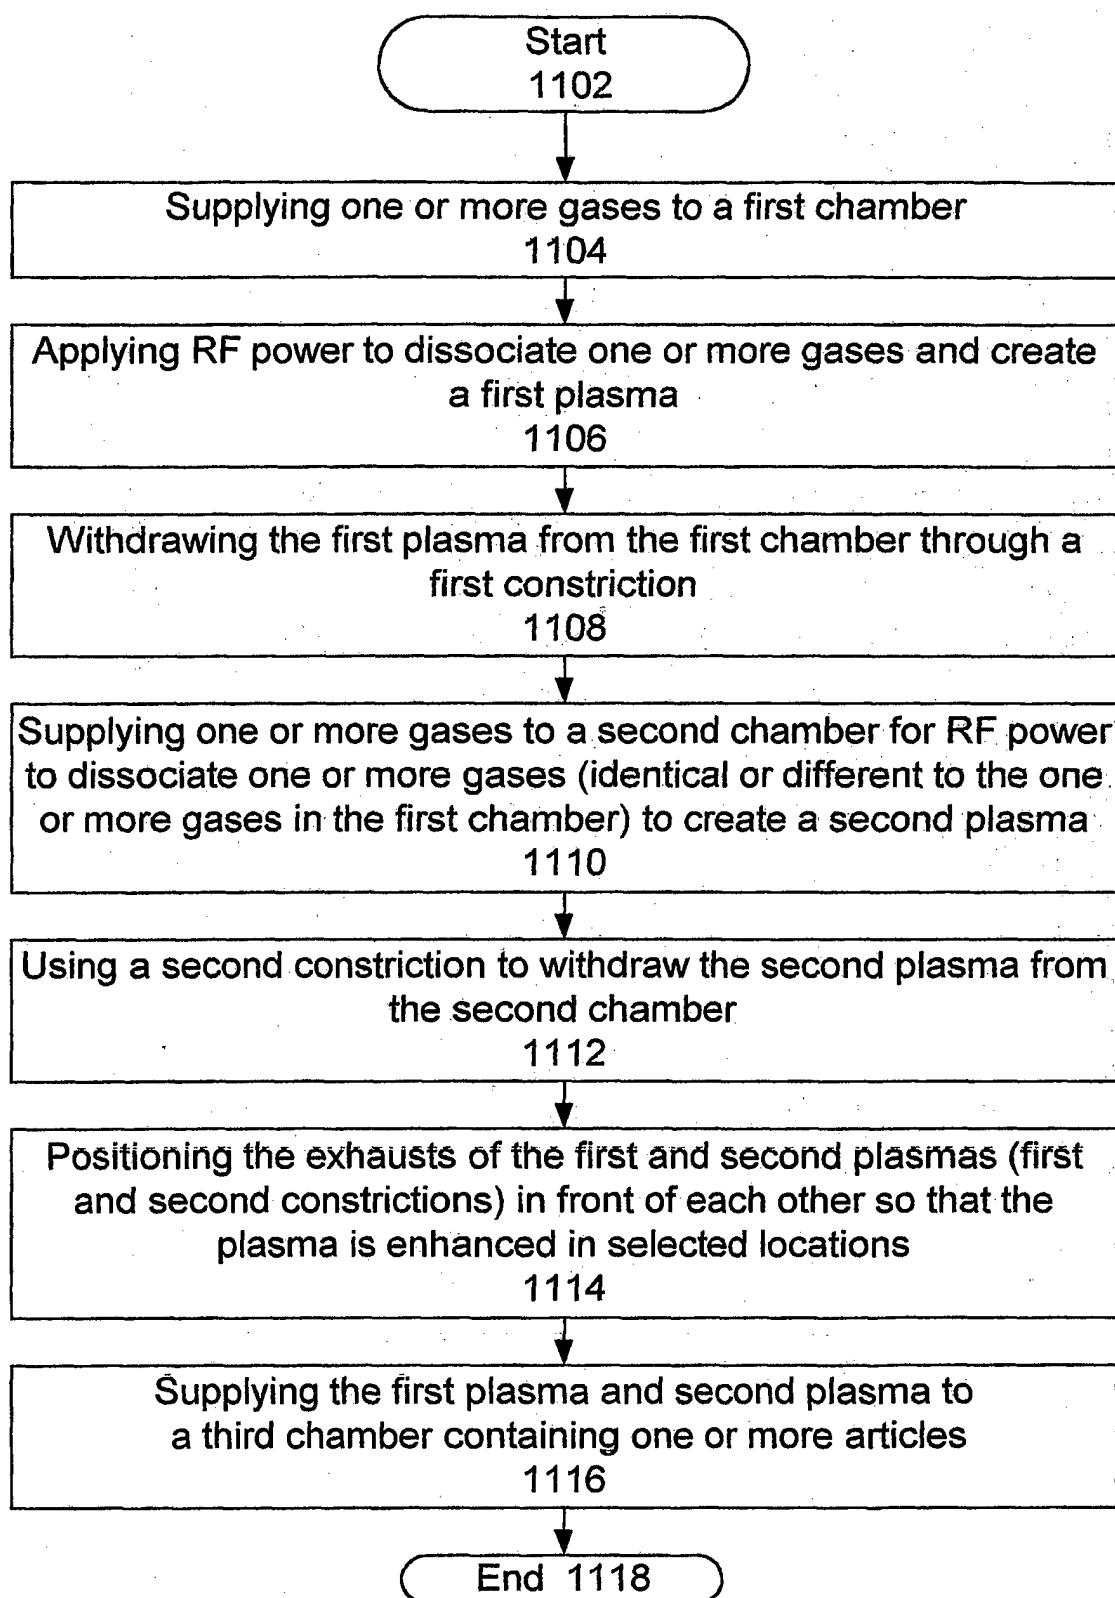 Start
1102
Supplying one or more gases to a first chamber
1104
Applying RF power to dissociate one or more gases and create
a first plasma
1106
Withdrawing the first plasma from the first chamber through a
first constriction
1108
Supplying one or more gases to a second chamber for RF power
to dissociate one or more gases (identical or different to the one
or more gases in the first chamber) to create a second plasma
1110
Using a second constriction to withdraw the second plasma from
the second chamber
1112
Positioning the exhausts of the first and second plasmas (first
and second constrictions) in front of each other so that the
plasma is enhanced in selected locations
1114
Supplying the first plasma and second plasma to
a third chamber containing one or more articles
1116
End 1118